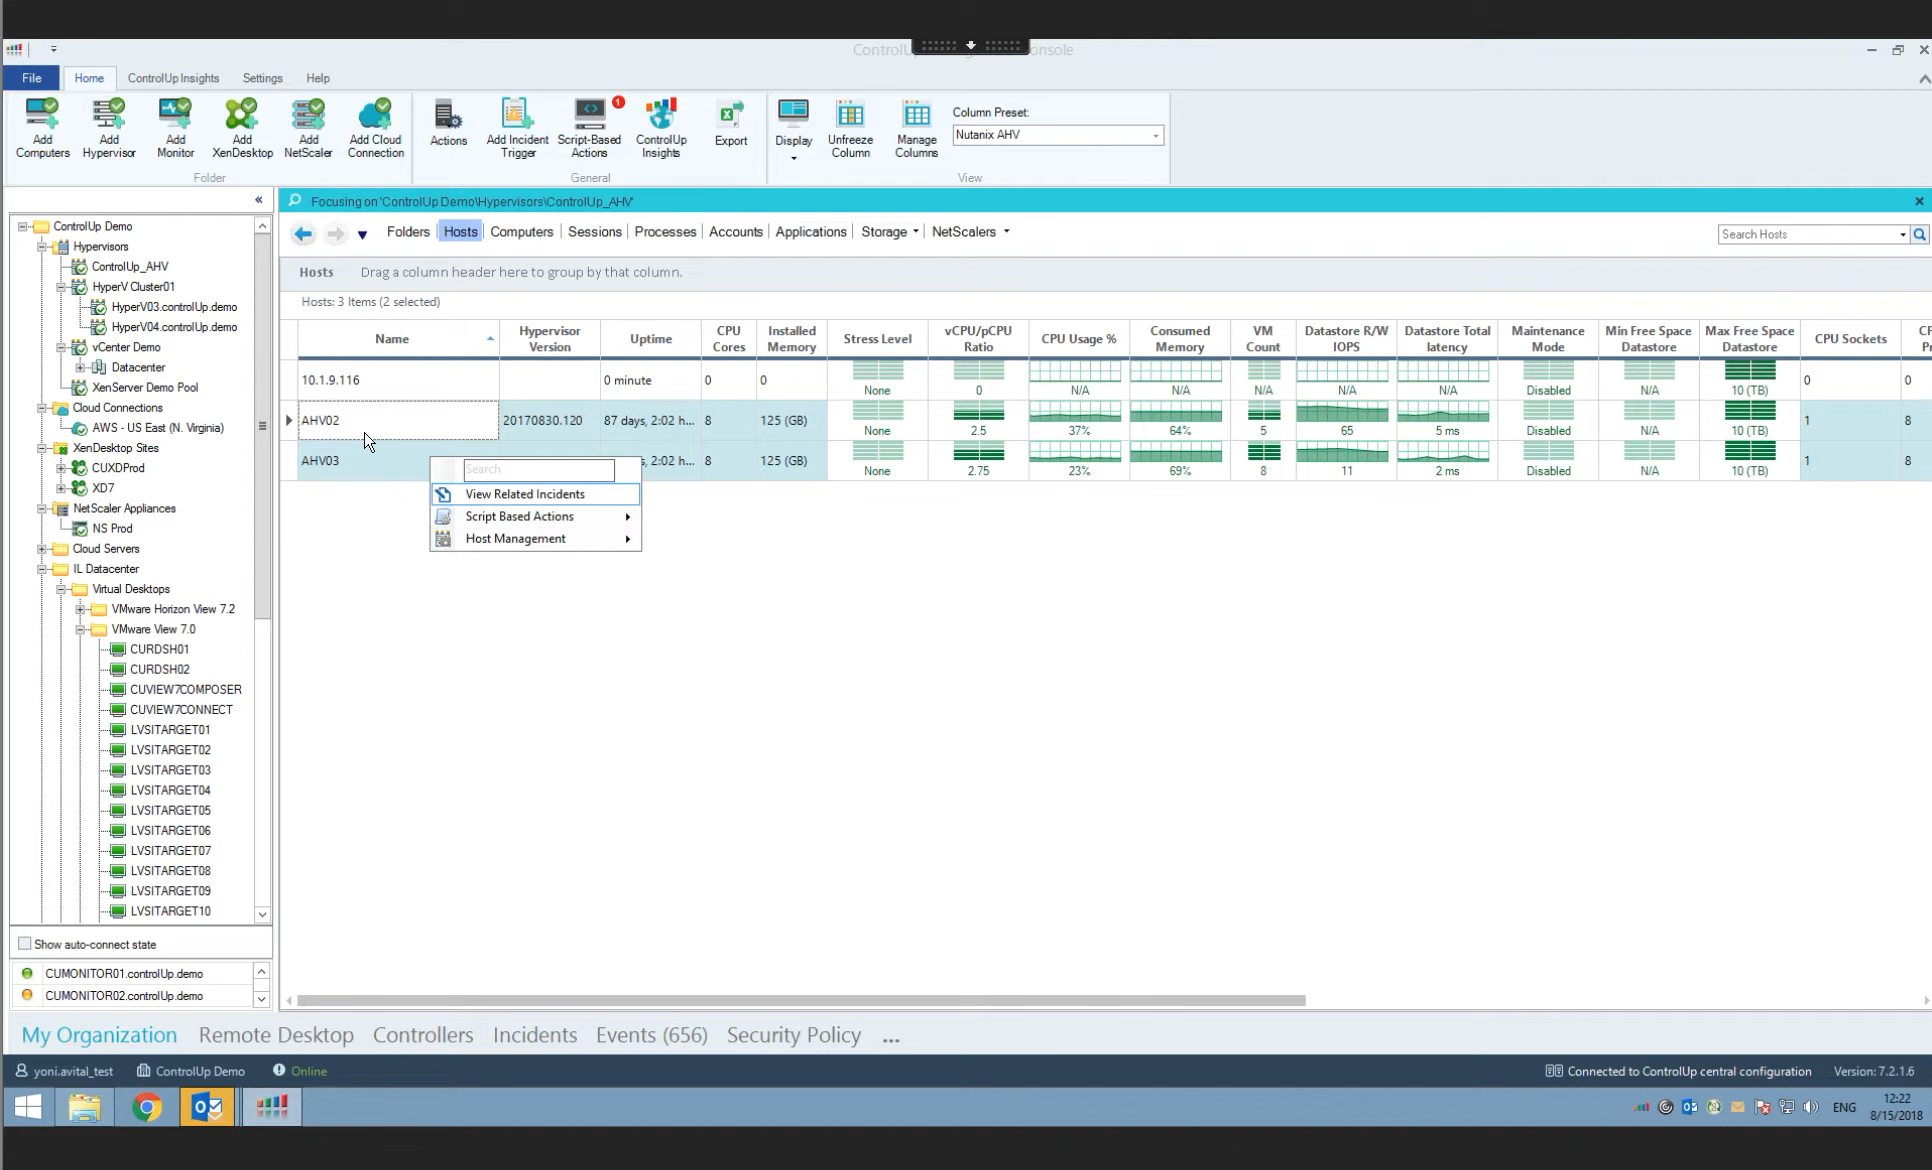 ControlU
onsole
File Home ControlUp Insights Settings Help
Add Computers
Add Hypervisor
Add Monitor
Add XenDesktop
Add NetScaler
Add Cloud Connection
Actions
Add Incident Trigger
Script-Based Actions
1
ControlUp Insights
Export
Display
Unfreeze Column
Manage Columns
Column Preset:
Nutanix AHV
Folder
General
View
Focusing on 'ControlUp Demo\Hypervisors\ControlUp_AHV'
Folders Hosts Computers Sessions Processes Accounts Applications Storage NetScalers
Search Hosts
Hosts Drag a column header here to group by that column.
Hosts: 3 Items (2 selected)
Name Hypervisor Version Uptime CPU Cores Installed Memory Stress Level vCPU/pCPU Ratio CPU Usage % Consumed Memory VM Count Datastore R/W IOPS Datastore Total latency Maintenance Mode Min Free Space Datastore Max Free Space Datastore CPU Sockets
10.1.9.116 0 minute 0 0 None 0 N/A N/A N/A N/A N/A Disabled N/A 10 (TB) 0 0
AHV02 20170830.120 87 days, 2:02 h... 8 125 (GB) None 2.5 37% 64% 5 65 5 ms Disabled N/A 10 (TB) 1 8
AHV03 s, 2:02 h... 8 125 (GB) None 2.75 23% 69% 8 11 2 ms Disabled N/A 10 (TB) 1 8
Search
View Related Incidents
Script Based Actions
Host Management
ControlUp Demo
Hypervisors
ControlUp_AHV
HyperV Cluster01
HyperV03.controlUp.demo
HyperV04.controlUp.demo
vCenter Demo
Datacenter
XenServer Demo Pool
Cloud Connections
AWS - US East (N. Virginia)
XenDesktop Sites
CUXDProd
XD7
NetScaler Appliances
NS Prod
Cloud Servers
IL Datacenter
Virtual Desktops
VMware Horizon View 7.2
VMware View 7.0
CURDSH01
CURDSH02
CUVIEW7COMPOSER
CUVIEW7CONNECT
LVSITARGET01
LVSITARGET02
LVSITARGET03
LVSITARGET04
LVSITARGET05
LVSITARGET06
LVSITARGET07
LVSITARGET08
LVSITARGET09
LVSITARGET10
Show auto-connect state
CUMONITOR01.controlUp.demo
CUMONITOR02.controlUp.demo
My Organization Remote Desktop Controllers Incidents Events (656) Security Policy ...
yoni.avital_test ControlUp Demo Online Connected to ControlUp central configuration Version: 7.2.1.6
ENG
12:22
8/15/2018